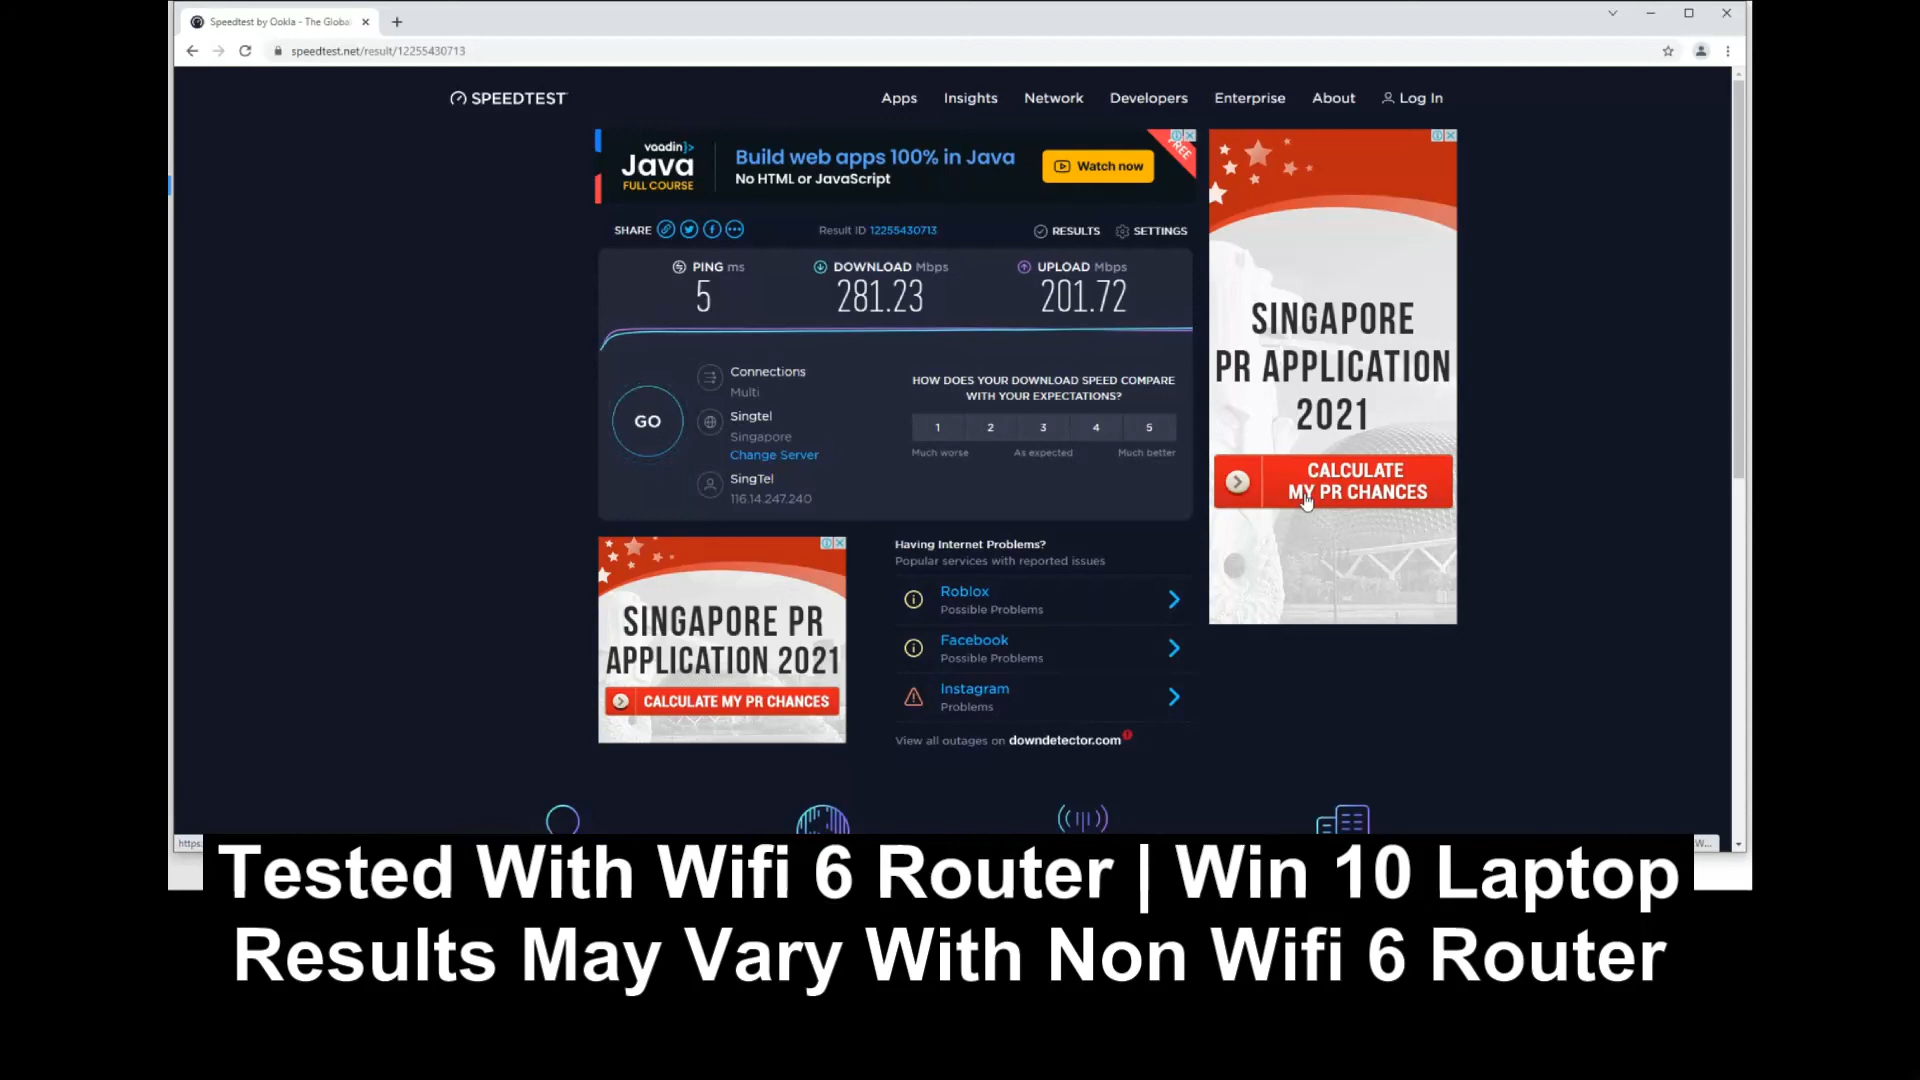 Speedtest by Ookla - The Global
speedtest.net/result/12255430713
SPEEDTEST
Apps Insights Network Developers Enterprise About Log In
vaadin}>
Java
FULL COURSE
Build web apps 100% in Java
No HTML or JavaScript
Watch now
FREE
SHARE
Result ID 12255430713
RESULTS SETTINGS
PING ms
5
DOWNLOAD Mbps
281.23
UPLOAD Mbps
201.72
GO
Connections
Multi
Singtel
Singapore
Change Server
SingTel
116.14.247.240
HOW DOES YOUR DOWNLOAD SPEED COMPARE
WITH YOUR EXPECTATIONS?
1 2 3 4 5
Much worse As expected Much better
SINGAPORE
PR APPLICATION
2021
CALCULATE
MY PR CHANCES
SINGAPORE PR
APPLICATION 2021
CALCULATE MY PR CHANCES
Having Internet Problems?
Popular services with reported issues
Roblox
Possible Problems
Facebook
Possible Problems
Instagram
Problems
View all outages on downdetector.com
https:
W...
Tested With Wifi 6 Router | Win 10 Laptop
Results May Vary With Non Wifi 6 Router